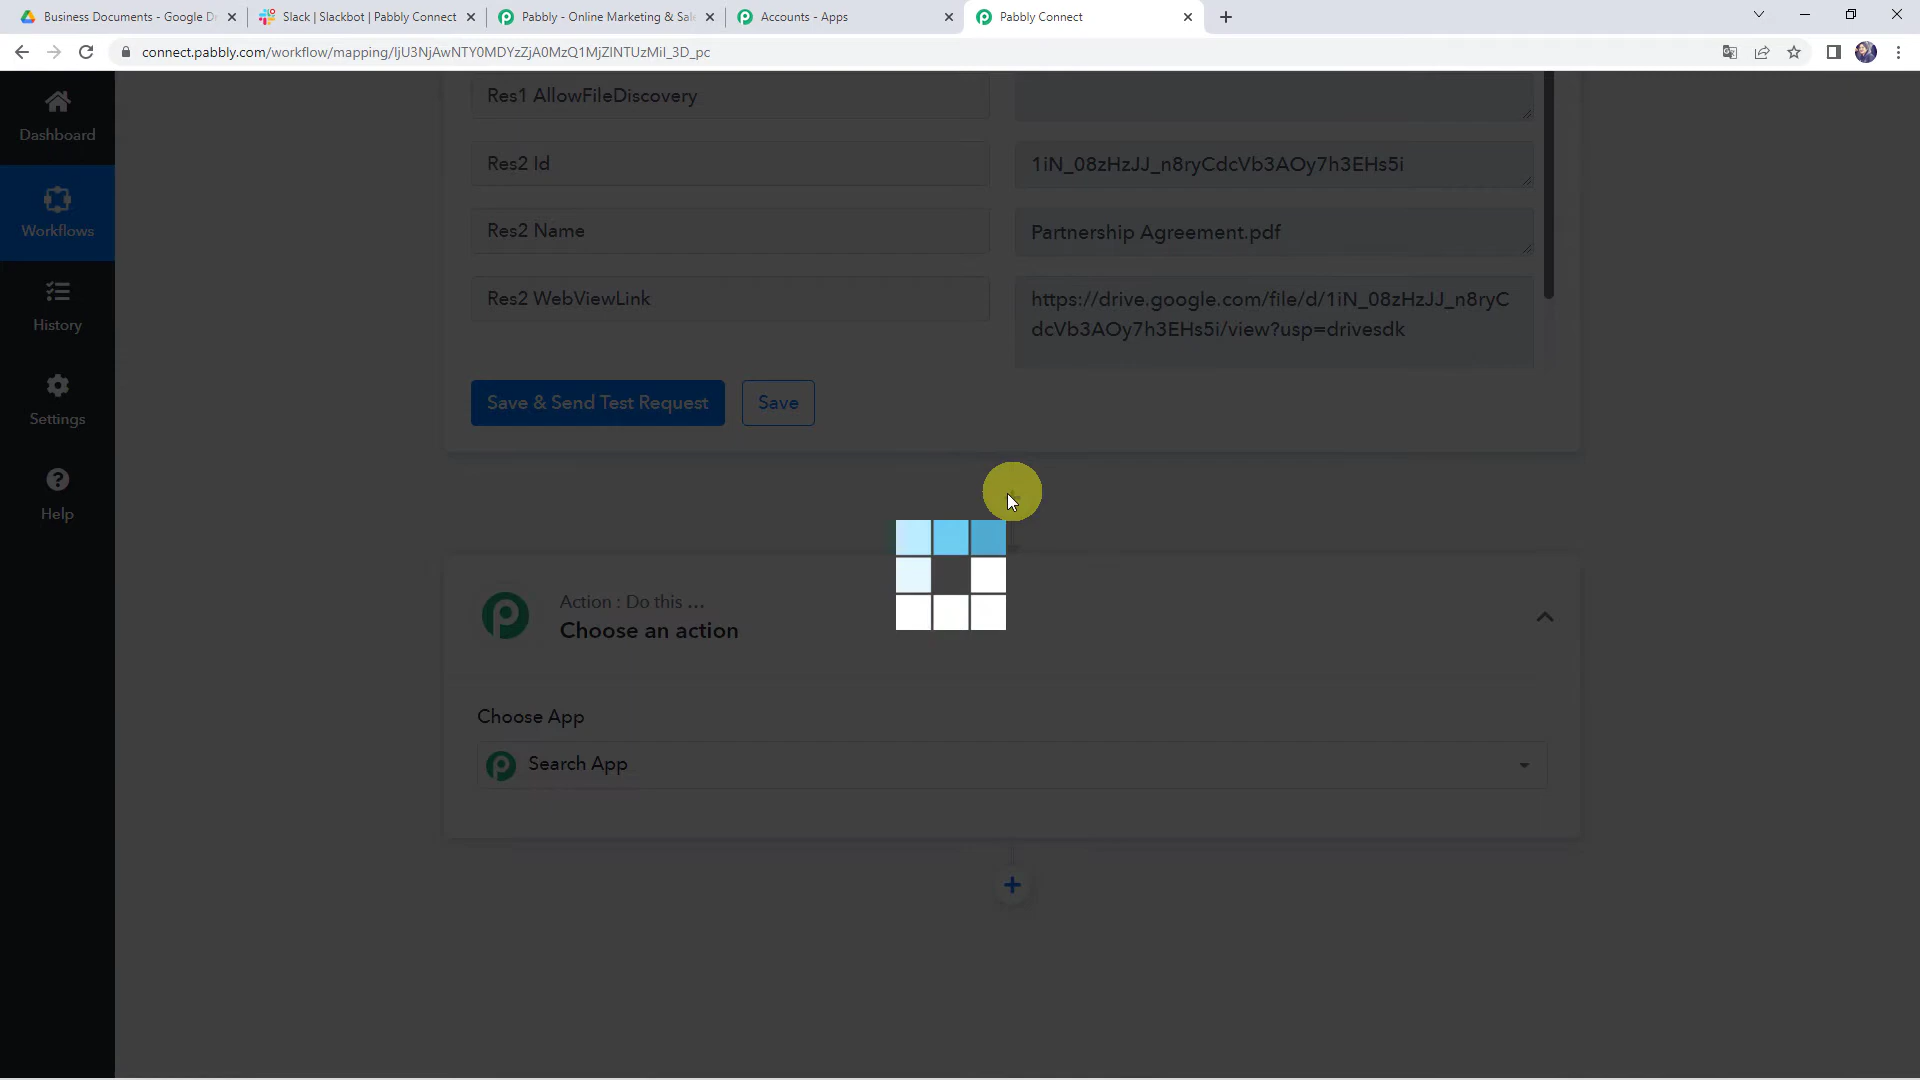 Business Documents - Google D
Slack | Slackbot | Pabbly Connect
Pabbly - Online Marketing & Sal
Accounts - Apps
Pabbly Connect
connect.pabbly.com/workflow/mapping/IjU3NjAwNTY0MDYzZjA0MzQ1MjZlNTUzMiI_3D_pc
Dashboard
Workflows
History
Settings
Help
Res1 AllowFileDiscovery
Res2 Id
1iN_08zHzJJ_n8ryCdcVb3AOy7h3EHs5i
Res2 Name
Partnership Agreement.pdf
Res2 WebViewLink
https://drive.google.com/file/d/1iN_08zHzJJ_n8ryC
dcVb3AOy7h3EHs5i/view?usp=drivesdk
Save & Send Test Request
Save
Action : Do this ...
Choose an action
Choose App
Search App